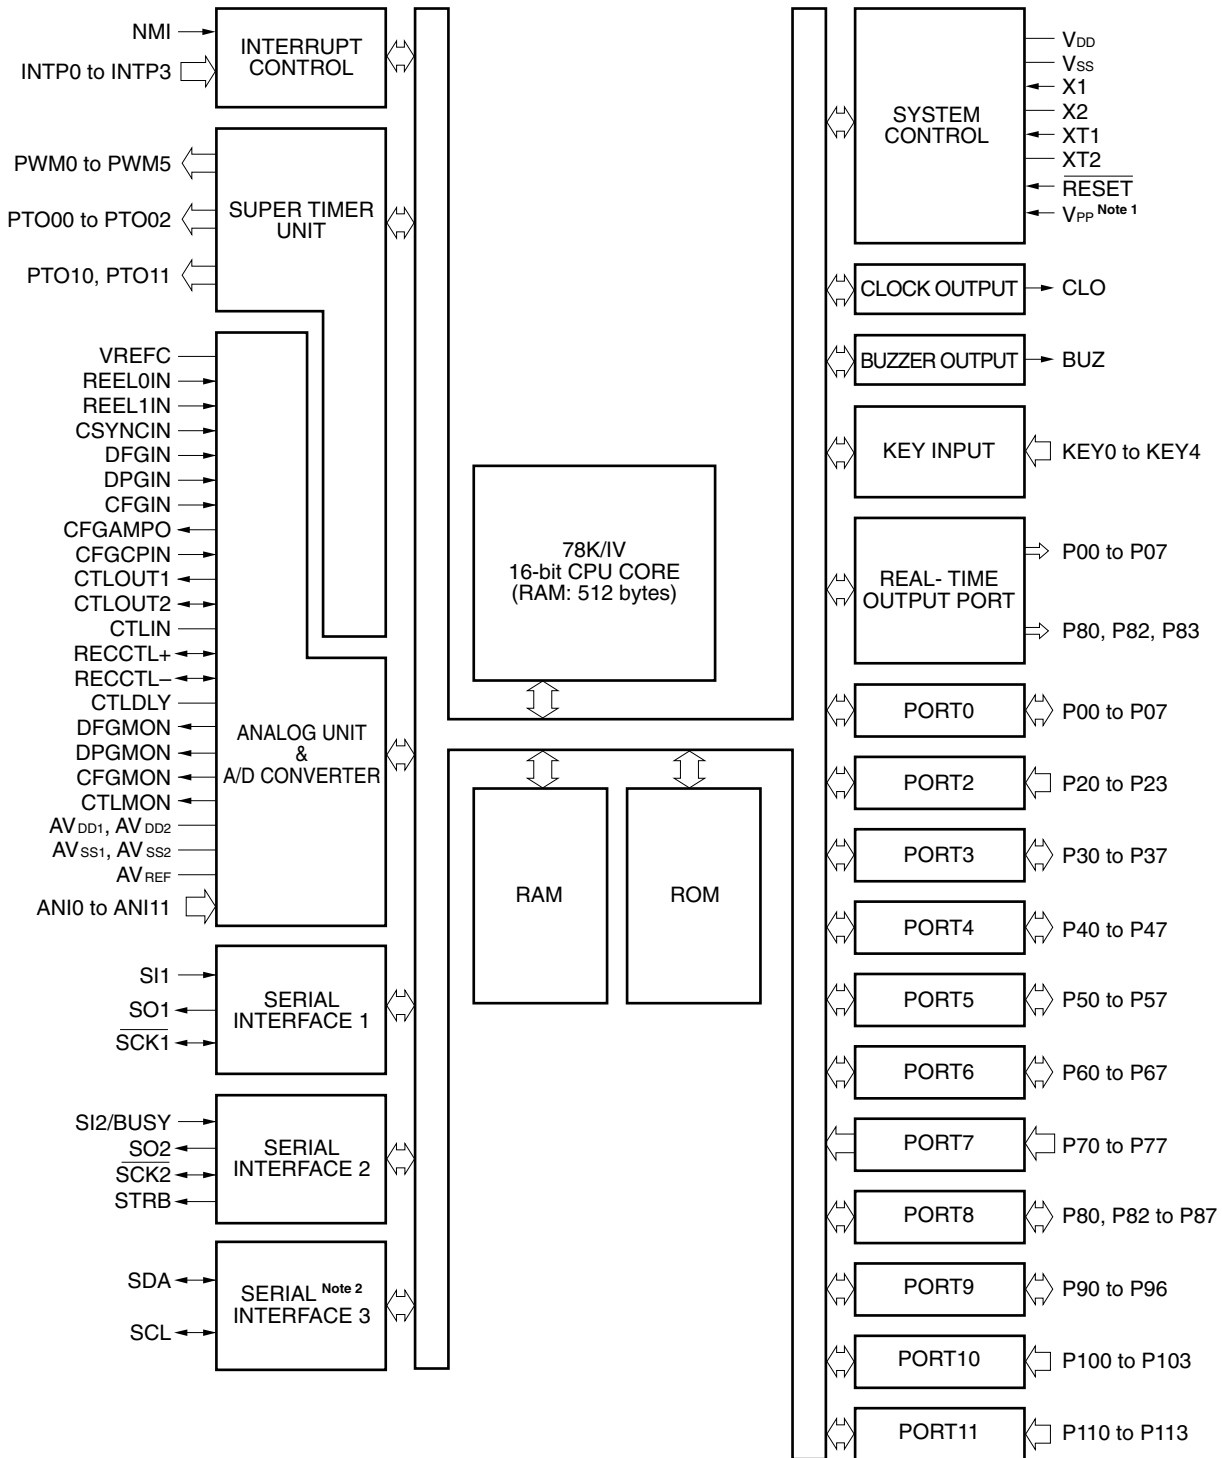 NMI
INTP0 to INTP3
INTERRUPT
CONTROL
PWM0 to PWM5
PTO00 to PTO02
PTO10, PTO11
SUPER TIMER
UNIT
VREFC
REEL0IN
REEL1IN
CSYNCIN
DFGIN
DPGIN
CFGIN
CFGAMPO
CFGCPIN
CTLOUT1
CTLOUT2
CTLIN
RECCTL+
RECCTL–
CTLDLY
DFGMON
DPGMON
CFGMON
CTLMON
AVDD1, AVDD2
AVSS1, AVSS2
AVREF
ANI0 to ANI11
ANALOG UNIT
&
A/D CONVERTER
SI1
SO1
SCK1
SERIAL
INTERFACE 1
SI2/BUSY
SO2
SCK2
STRB
SERIAL
INTERFACE 2
SDA
SCL
SERIAL Note 2
INTERFACE 3
78K/IV
16-bit CPU CORE
(RAM: 512 bytes)
RAM
ROM
SYSTEM
CONTROL
VDD
VSS
X1
X2
XT1
XT2
RESET
VPP Note 1
CLOCK OUTPUT
CLO
BUZZER OUTPUT
BUZ
KEY INPUT
KEY0 to KEY4
REAL- TIME
OUTPUT PORT
P00 to P07
P80, P82, P83
PORT0
P00 to P07
PORT2
P20 to P23
PORT3
P30 to P37
PORT4
P40 to P47
PORT5
P50 to P57
PORT6
P60 to P67
PORT7
P70 to P77
PORT8
P80, P82 to P87
PORT9
P90 to P96
PORT10
P100 to P103
PORT11
P110 to P113